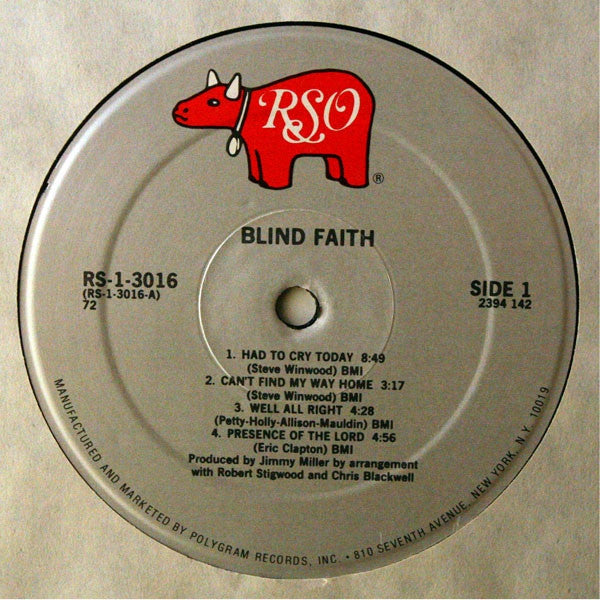 RSO
®
BLIND FAITH
RS-1-3016
(RS-1-3016-A)
72
SIDE 1
2394 142
1. HAD TO CRY TODAY 8:49
(Steve Winwood) BMI
2. CAN'T FIND MY WAY HOME 3:17
(Steve Winwood) BMI
3. WELL ALL RIGHT 4:28
(Petty-Holly-Allison-Mauldin) BMI
4. PRESENCE OF THE LORD 4:56
(Eric Clapton) BMI
Produced by Jimmy Miller by arrangement
with Robert Stigwood and Chris Blackwell
MANUFACTURED AND MARKETED BY POLYGRAM RECORDS, INC. • 810 SEVENTH AVENUE, NEW YORK, N.Y. 10019